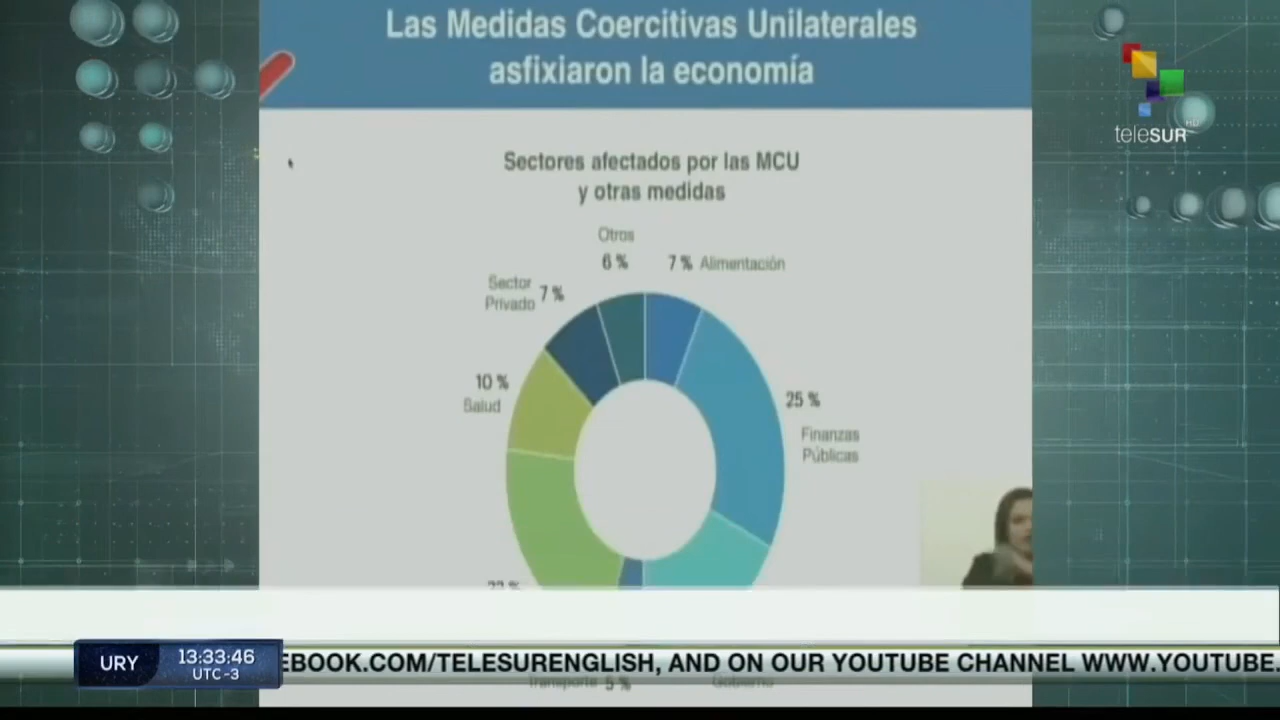 Las Medidas Coercitivas Unilaterales
asfixiaron la economía
teleSUR
HD
Sectores afectados por las MCU
y otras medidas
Otros
6 %
7 % Alimentación
Sector
Privado 7 %
10 %
Salud
25 %
Finanzas
Públicas
URY
13:33:46
UTC-3
EBOOK.COM/TELESURENGLISH, AND ON OUR YOUTUBE CHANNEL WWW.YOUTUBE.
Transporte 5 %
Gobierno